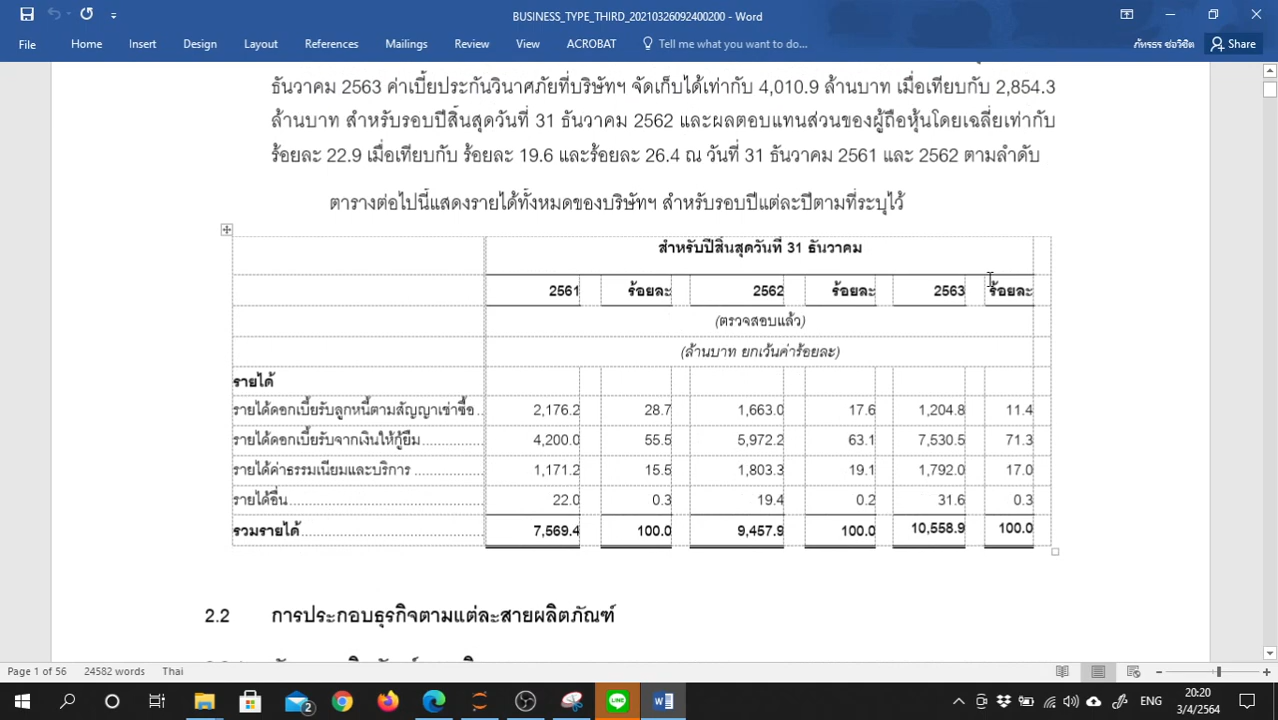 BUSINESS_TYPE_THIRD_20210326092400200 - Word
File Home Insert Design Layout References Mailings Review View ACROBAT Tell me what you want to do... ภัทรธร ช่อวิชิต Share
ธันวาคม 2563 ค่าเบี้ยประกันวินาศภัยที่บริษัทฯ จัดเก็บได้เท่ากับ 4,010.9 ล้านบาท เมื่อเทียบกับ 2,854.3
ล้านบาท สำหรับรอบปีสิ้นสุดวันที่ 31 ธันวาคม 2562 และผลตอบแทนส่วนของผู้ถือหุ้นโดยเฉลี่ยเท่ากับ
ร้อยละ 22.9 เมื่อเทียบกับ ร้อยละ 19.6 และร้อยละ 26.4 ณ วันที่ 31 ธันวาคม 2561 และ 2562 ตามลำดับ
ตารางต่อไปนี้แสดงรายได้ทั้งหมดของบริษัทฯ สำหรับรอบปีแต่ละปีตามที่ระบุไว้
สำหรับปีสิ้นสุดวันที่ 31 ธันวาคม
2561 ร้อยละ 2562 ร้อยละ 2563 ร้อยละ
(ตรวจสอบแล้ว)
(ล้านบาท ยกเว้นค่าร้อยละ)
รายได้
รายได้ดอกเบี้ยรับลูกหนี้ตามสัญญาเช่าซื้อ.. 2,176.2 28.7 1,663.0 17.6 1,204.8 11.4
รายได้ดอกเบี้ยรับจากเงินให้กู้ยืม............... 4,200.0 55.5 5,972.2 63.1 7,530.5 71.3
รายได้ค่าธรรมเนียมและบริการ ................. 1,171.2 15.5 1,803.3 19.1 1,792.0 17.0
รายได้อื่น................................................ 22.0 0.3 19.4 0.2 31.6 0.3
รวมรายได้............................................. 7,569.4 100.0 9,457.9 100.0 10,558.9 100.0
2.2 การประกอบธุรกิจตามแต่ละสายผลิตภัณฑ์
Page 1 of 56 24582 words Thai
2 ENG 20:20
3/4/2564